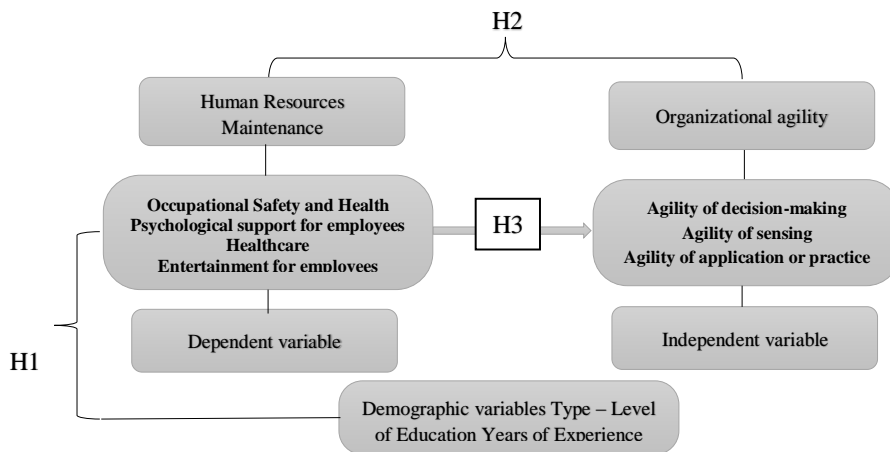 H2
Human Resources
Maintenance
Organizational agility
Occupational Safety and Health
Psychological support for employees
Healthcare
Entertainment for employees
H3
Agility of decision-making
Agility of sensing
Agility of application or practice
Dependent variable
Independent variable
H1
Demographic variables Type – Level
of Education Years of Experience